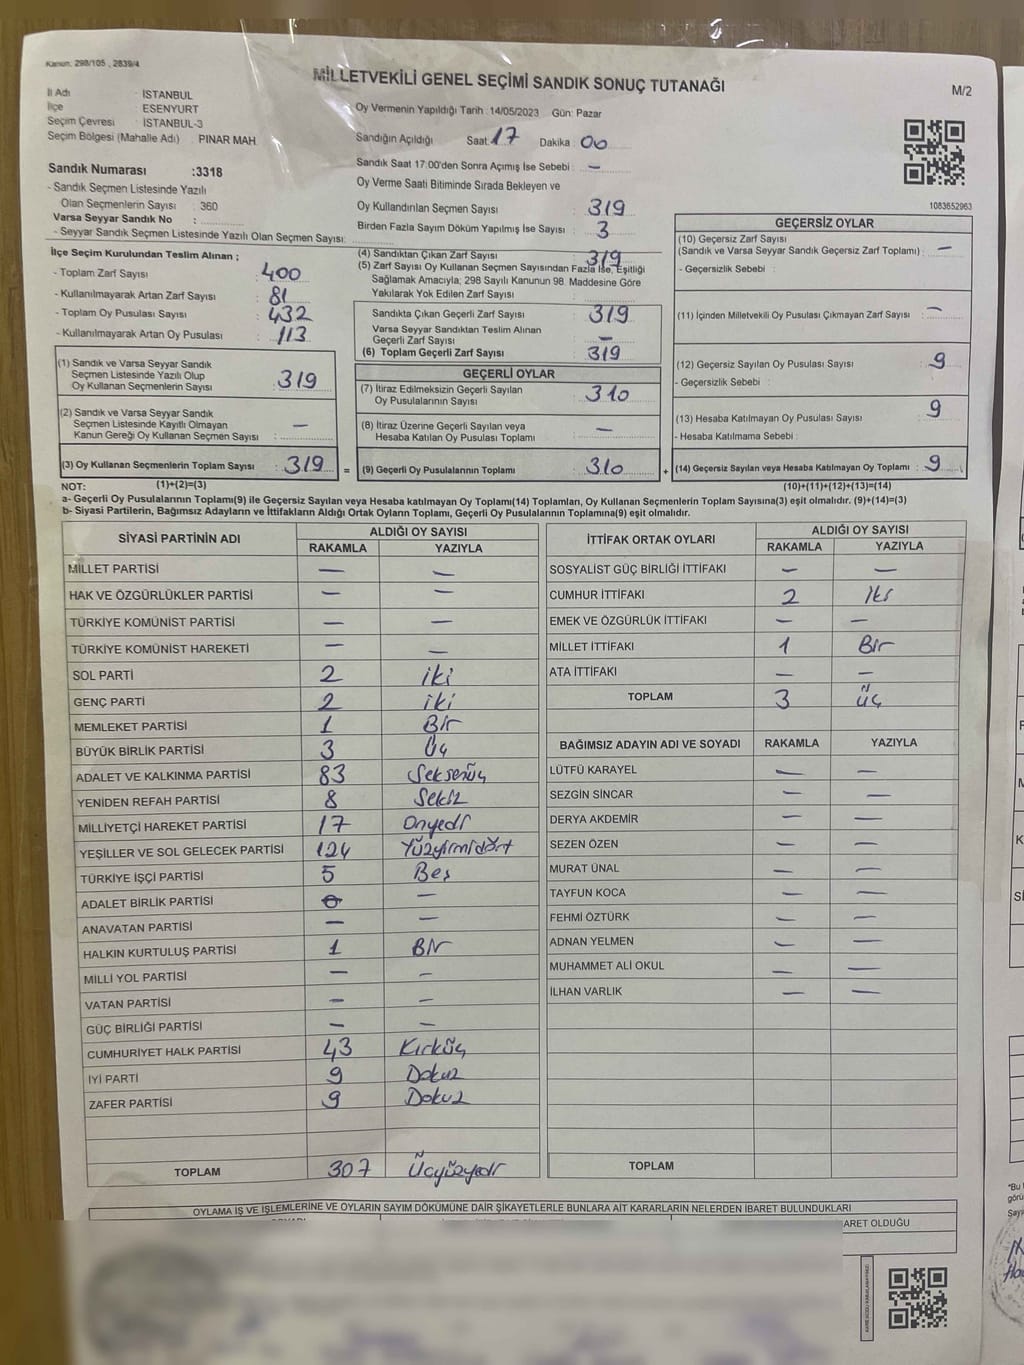 Kanun: 298/105 , 2839/4
MİLLETVEKİLİ GENEL SEÇİMİ SANDIK SONUÇ TUTANAĞI
M/2
İl Adı : İSTANBUL
İlçe : ESENYURT
Seçim Çevresi : İSTANBUL-3
Seçim Bölgesi (Mahalle Adı) : PINAR MAH.
Sandık Numarası :3318
- Sandık Seçmen Listesinde Yazılı
Olan Seçmenlerin Sayısı : 360
Varsa Seyyar Sandık No :
- Seyyar Sandık Seçmen Listesinde Yazılı Olan Seçmen Sayısı:
Oy Vermenin Yapıldığı Tarih : 14/05/2023 Gün: Pazar
Sandığın Açıldığı Saat: 17 Dakika : 00
Sandık Saat 17:00'den Sonra Açımış İse Sebebi : —
Oy Verme Saati Bitiminde Sırada Bekleyen ve
Oy Kullandırılan Seçmen Sayısı : 319
Birden Fazla Sayım Döküm Yapılmış İse Sayısı : 3
1083652963
İlçe Seçim Kurulundan Teslim Alınan ;
- Toplam Zarf Sayısı : 400
- Kullanılmayarak Artan Zarf Sayısı : 81
- Toplam Oy Pusulası Sayısı : 432
- Kullanılmayarak Artan Oy Pusulası : 113
(1) Sandık ve Varsa Seyyar Sandık
Seçmen Listesinde Yazılı Olup
Oy Kullanan Seçmenlerin Sayısı : 319
(2) Sandık ve Varsa Seyyar Sandık
Seçmen Listesinde Kayıtlı Olmayan
Kanun Gereği Oy Kullanan Seçmen Sayısı : —
(3) Oy Kullanan Seçmenlerin Toplam Sayısı : 319 =
(4) Sandıktan Çıkan Zarf Sayısı : 319
(5) Zarf Sayısı Oy Kullanan Seçmen Sayısından Fazla İse, Eşitliği
Sağlamak Amacıyla; 298 Sayılı Kanunun 98. Maddesine Göre
Yakılarak Yok Edilen Zarf Sayısı :
Sandıkta Çıkan Geçerli Zarf Sayısı : 319
Varsa Seyyar Sandıktan Teslim Alınan
Geçerli Zarf Sayısı : —
(6) Toplam Geçerli Zarf Sayısı : 319
GEÇERLİ OYLAR
(7) İtiraz Edilmeksizin Geçerli Sayılan
Oy Pusulalarının Sayısı : 310
(8) İtiraz Üzerine Geçerli Sayılan veya
Hesaba Katılan Oy Pusulası Toplamı : —
(9) Geçerli Oy Pusulalarının Toplamı : 310 +
GEÇERSİZ OYLAR
(10) Geçersiz Zarf Sayısı
(Sandık ve Varsa Seyyar Sandık Geçersiz Zarf Toplamı) : —
- Geçersizlik Sebebi :
(11) İçinden Milletvekili Oy Pusulası Çıkmayan Zarf Sayısı : —
(12) Geçersiz Sayılan Oy Pusulası Sayısı : 9
- Geçersizlik Sebebi :
(13) Hesaba Katılmayan Oy Pusulası Sayısı : 9
- Hesaba Katılmama Sebebi :
(14) Geçersiz Sayılan veya Hesaba Katılmayan Oy Toplamı : 9
NOT: (1)+(2)=(3) (10)+(11)+(12)+(13)=(14)
a- Geçerli Oy Pusulalarının Toplamı(9) ile Geçersiz Sayılan veya Hesaba katılmayan Oy Toplamı(14) Toplamları, Oy Kullanan Seçmenlerin Toplam Sayısına(3) eşit olmalıdır. (9)+(14)=(3)
b- Siyasi Partilerin, Bağımsız Adayların ve İttifakların Aldığı Ortak Oyların Toplamı, Geçerli Oy Pusulalarının Toplamına(9) eşit olmalıdır.
SİYASİ PARTİNİN ADI ALDIĞI OY SAYISI
RAKAMLA YAZIYLA
MİLLET PARTİSİ — —
HAK VE ÖZGÜRLÜKLER PARTİSİ — —
TÜRKİYE KOMÜNİST PARTİSİ — —
TÜRKİYE KOMÜNİST HAREKETİ — —
SOL PARTİ 2 iki
GENÇ PARTİ 2 iki
MEMLEKET PARTİSİ 1 Bir
BÜYÜK BİRLİK PARTİSİ 3 Üç
ADALET VE KALKINMA PARTİSİ 83 Seksenüç
YENİDEN REFAH PARTİSİ 8 Sekiz
MİLLİYETÇİ HAREKET PARTİSİ 17 Onyedi
YEŞİLLER VE SOL GELECEK PARTİSİ 124 Yüzyirmidört
TÜRKİYE İŞÇİ PARTİSİ 5 Beş
ADALET BİRLİK PARTİSİ — —
ANAVATAN PARTİSİ — —
HALKIN KURTULUŞ PARTİSİ 1 Bir
MİLLİ YOL PARTİSİ — —
VATAN PARTİSİ — —
GÜÇ BİRLİĞİ PARTİSİ — —
CUMHURİYET HALK PARTİSİ 43 Kırküç
İYİ PARTİ 9 Dokuz
ZAFER PARTİSİ 9 Dokuz
TOPLAM 307 Üçyüzyedi
İTTİFAK ORTAK OYLARI ALDIĞI OY SAYISI
RAKAMLA YAZIYLA
SOSYALİST GÜÇ BİRLİĞİ İTTİFAKI — —
CUMHUR İTTİFAKI 2 İki
EMEK VE ÖZGÜRLÜK İTTİFAKI — —
MİLLET İTTİFAKI 1 Bir
ATA İTTİFAKI — —
TOPLAM 3 Üç
BAĞIMSIZ ADAYIN ADI VE SOYADI RAKAMLA YAZIYLA
LÜTFÜ KARAYEL — —
SEZGİN SİNCAR — —
DERYA AKDEMİR — —
SEZEN ÖZEN — —
MURAT ÜNAL — —
TAYFUN KOCA — —
FEHMİ ÖZTÜRK — —
ADNAN YELMEN — —
MUHAMMET ALİ OKUL — —
İLHAN VARLIK — —
TOPLAM
OYLAMA İŞ VE İŞLEMLERİNE VE OYLARIN SAYIM DÖKÜMÜNE DAİR ŞİKAYETLERLE BUNLARA AİT KARARLARIN NELERDEN İBARET BULUNDUKLARI
ARET OLDUĞU